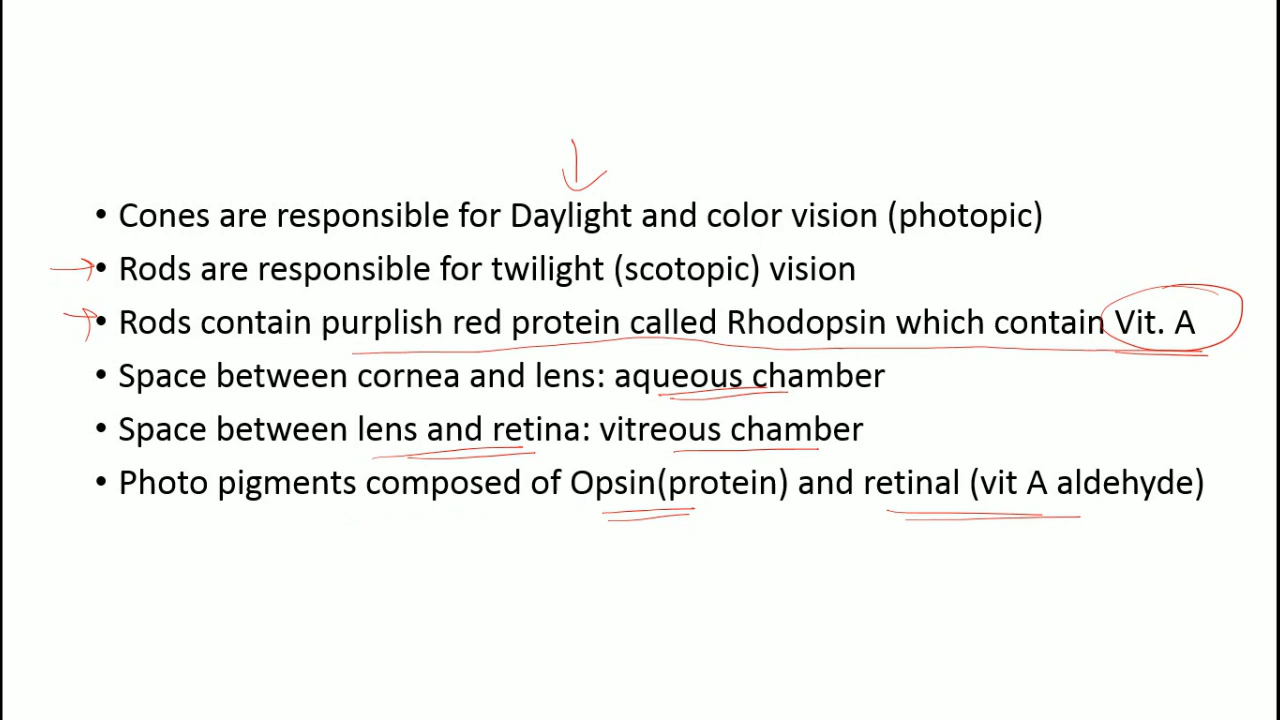 • Cones are responsible for Daylight and color vision (photopic)
• Rods are responsible for twilight (scotopic) vision
• Rods contain purplish red protein called Rhodopsin which contain Vit. A
• Space between cornea and lens: aqueous chamber
• Space between lens and retina: vitreous chamber
• Photo pigments composed of Opsin(protein) and retinal (vit A aldehyde)